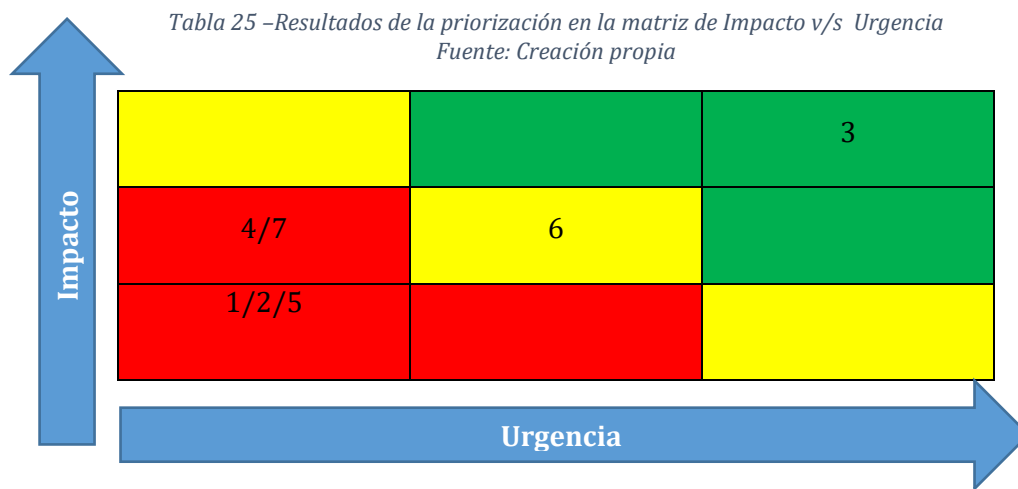 Tabla 25 –Resultados de la priorización en la matriz de Impacto v/s  Urgencia
Fuente: Creación propia
3
Impacto
4/7
6
1/2/5
Urgencia